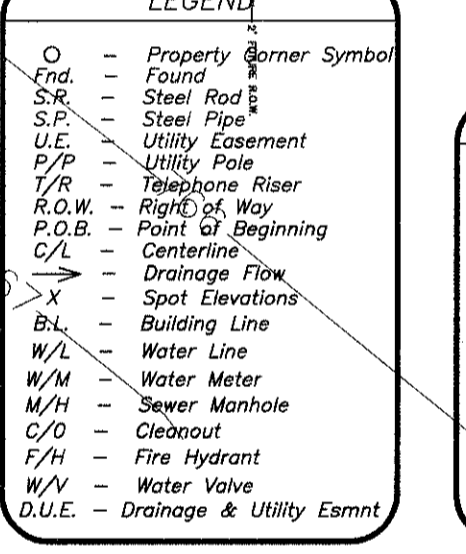 LEGEND
2' FUTURE R.O.W.
O – Property Corner Symbol
Fnd. – Found
S.R. – Steel Rod
S.P. – Steel Pipe
U.E. – Utility Easement
P/P – Utility Pole
T/R – Telephone Riser
R.O.W. – Right of Way
P.O.B. – Point of Beginning
C/L – Centerline
→ – Drainage Flow
X – Spot Elevations
B.L. – Building Line
W/L – Water Line
W/M – Water Meter
M/H – Sewer Manhole
C/O – Cleanout
F/H – Fire Hydrant
W/V – Water Valve
D.U.E. – Drainage & Utility Esmnt